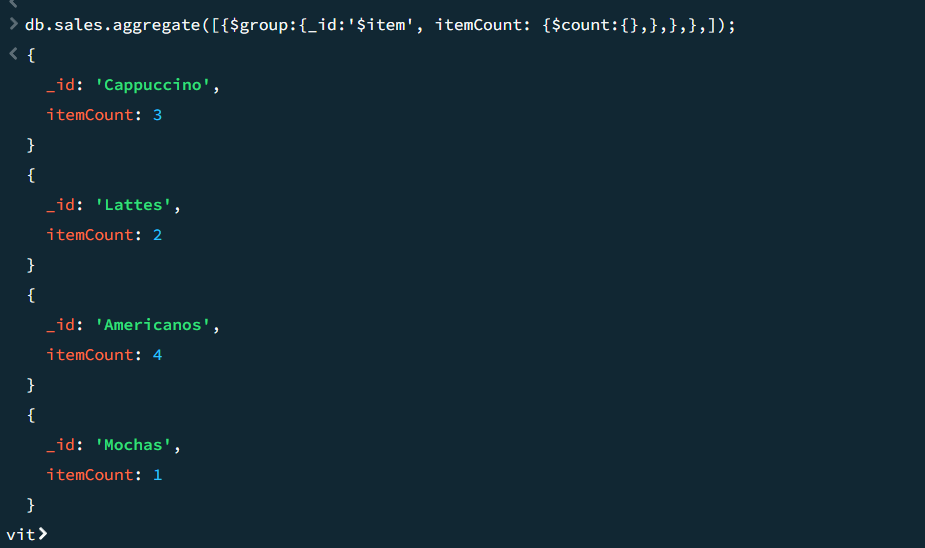 > db.sales.aggregate([{$group:{_id:'$item', itemCount: {$count:{},},},},]);
< {
_id: 'Cappuccino',
itemCount: 3
}
{
_id: 'Lattes',
itemCount: 2
}
{
_id: 'Americanos',
itemCount: 4
}
{
_id: 'Mochas',
itemCount: 1
}
vit>